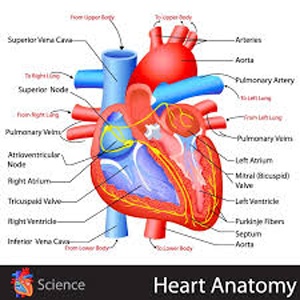 From Upper Body
To Upper Body
Superior Vena Cava
Arteries
Aorta
To Right Lung
Pulmonary Artery
Superior Node
To Left Lung
From Right Lung
From Left Lung
Pulmonary Veins
Pulmonary Veins
Atrioventricular
Node
Left Atrium
Right Atrium
Mitral (Bicuspid)
Valve
Tricuspid Valve
Left Ventricle
Right Ventricle
Purkinje Fibers
Septum
Inferior Vena Cava
Aorta
From Lower Body
To Lower Body
Science
Heart Anatomy